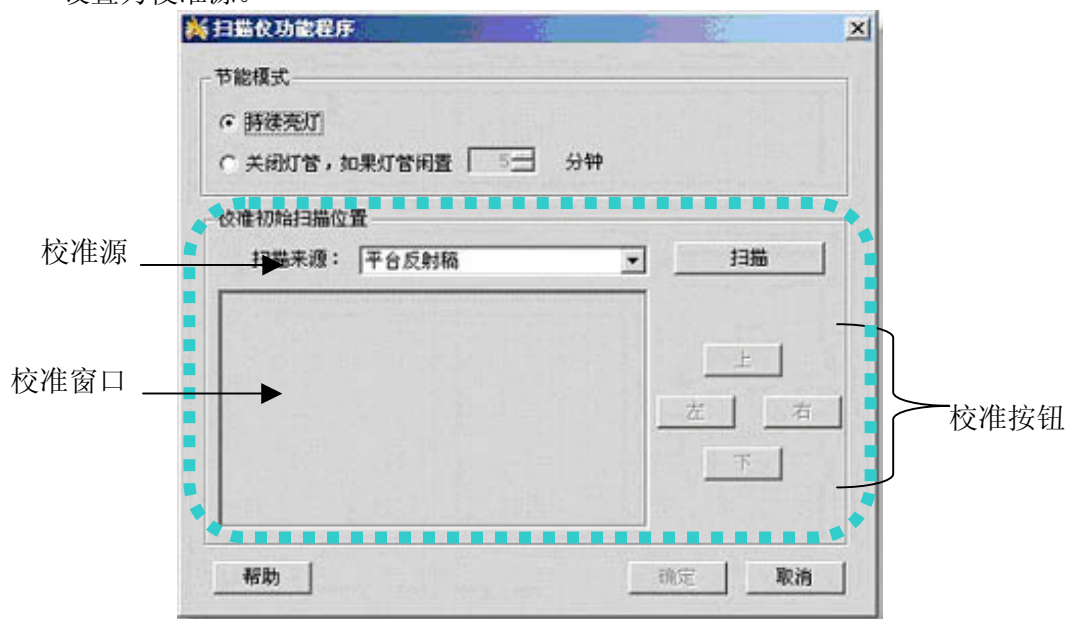 设置为校准源。
扫描仪功能程序
节能模式
持续亮灯
关闭灯管，如果灯管闲置 5 分钟
校准初始扫描位置
校准源
扫描来源： 平台反射稿 扫描
校准窗口
上
左 右
校准按钮
下
帮助 确定 取消